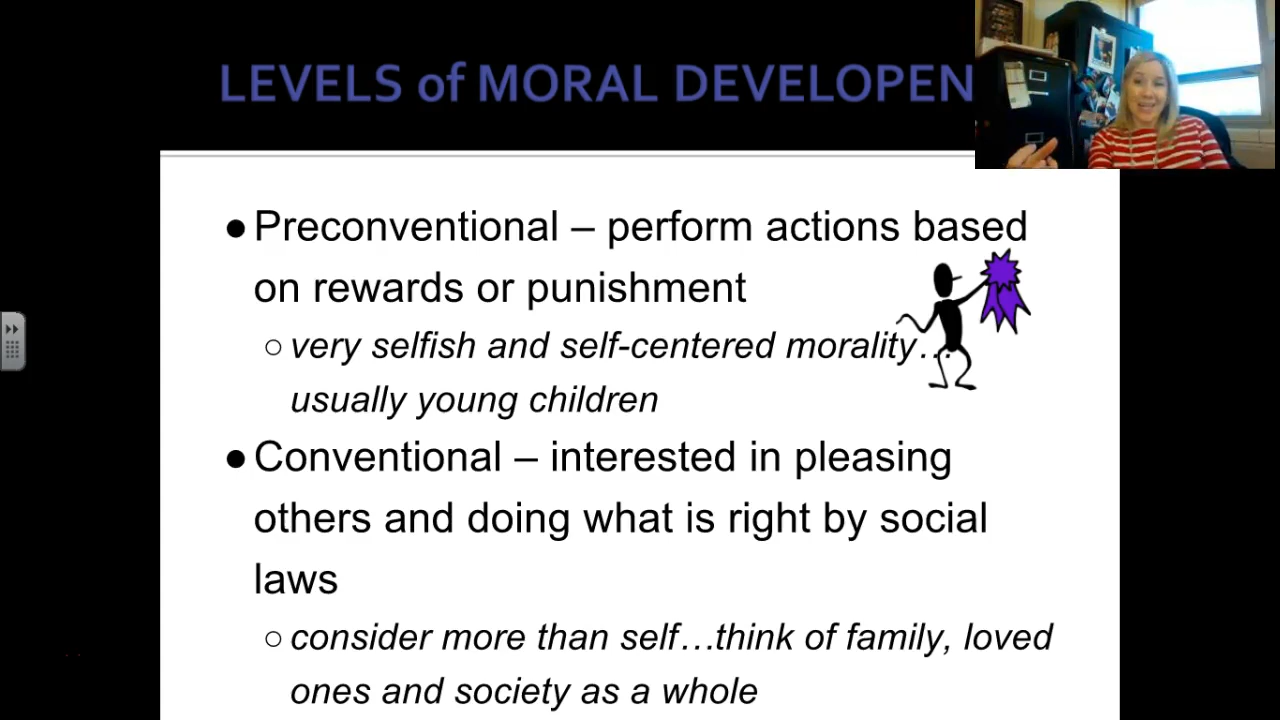 LEVELS of MORAL DEVELOPEN
● Preconventional – perform actions based
on rewards or punishment
○ very selfish and self-centered morality…
usually young children
● Conventional – interested in pleasing
others and doing what is right by social
laws
○ consider more than self…think of family, loved
ones and society as a whole